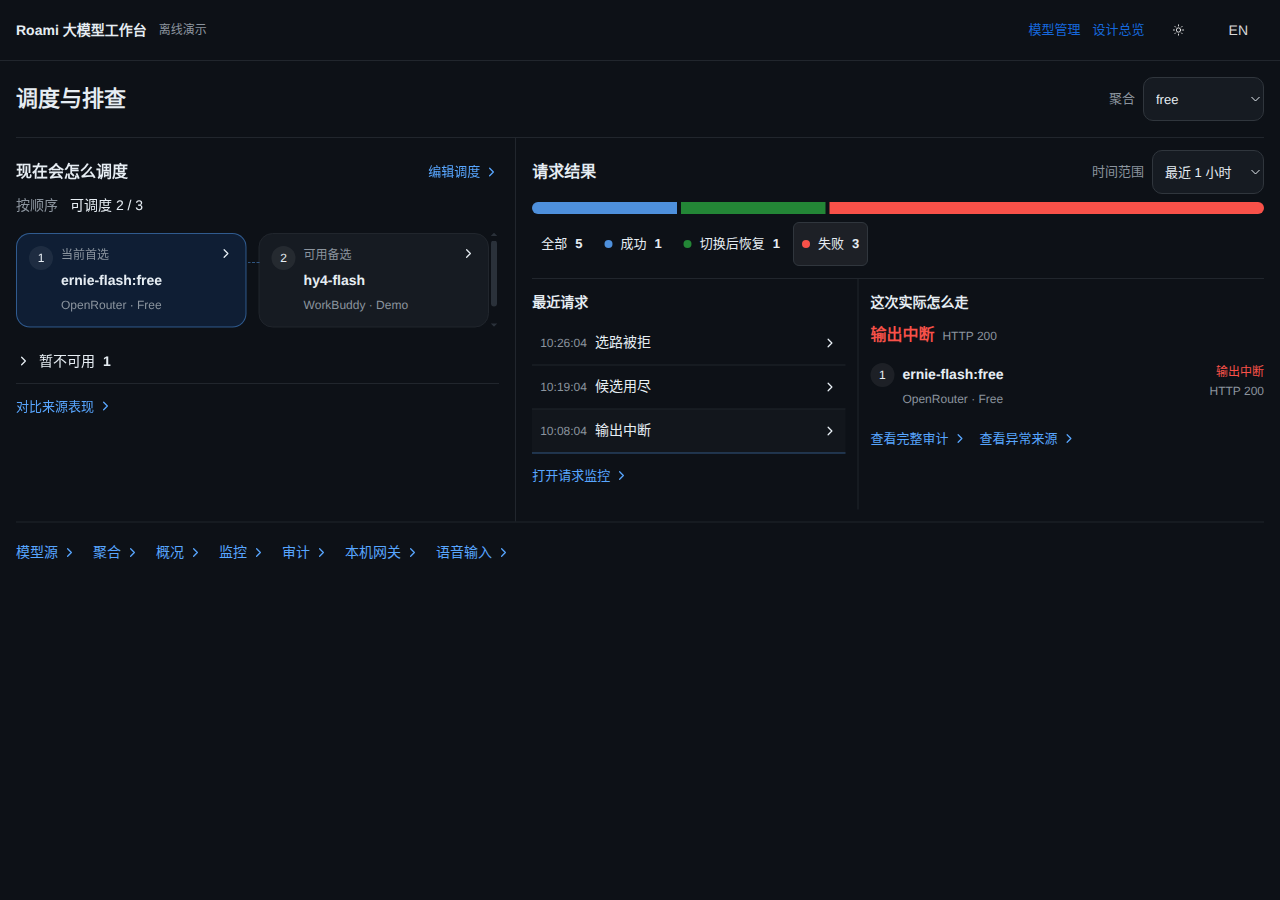 Roami 大模型工作台 离线演示 模型管理 设计总览 EN
调度与排查 聚合 free
现在会怎么调度 编辑调度
按顺序 可调度 2 / 3
1 当前首选
ernie-flash:free
OpenRouter · Free
2 可用备选
hy4-flash
WorkBuddy · Demo
暂不可用 1
对比来源表现
请求结果 时间范围 最近 1 小时
全部 5 成功 1 切换后恢复 1 失败 3
最近请求
10:26:04 选路被拒
10:19:04 候选用尽
10:08:04 输出中断
打开请求监控
这次实际怎么走
输出中断 HTTP 200
1 ernie-flash:free 输出中断
OpenRouter · Free HTTP 200
查看完整审计 查看异常来源
模型源 聚合 概况 监控 审计 本机网关 语音输入